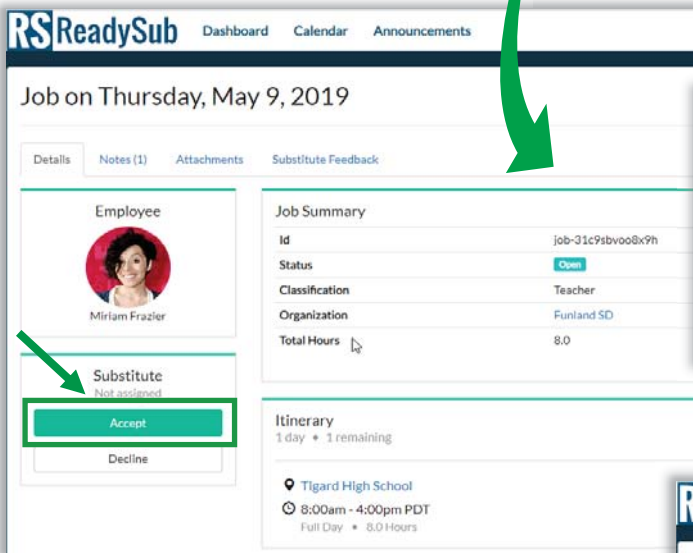 RS ReadySub Dashboard Calendar Announcements
Job on Thursday, May 9, 2019
Details Notes (1) Attachments Substitute Feedback
Employee
Miriam Frazier
Substitute
Not assigned
Accept
Decline
Job Summary
Id job-31c9sbvoo8x9h
Status Open
Classification Teacher
Organization Funland SD
Total Hours 8.0
Itinerary
1 day • 1 remaining
Tigard High School
8:00am - 4:00pm PDT
Full Day • 8.0 Hours
R